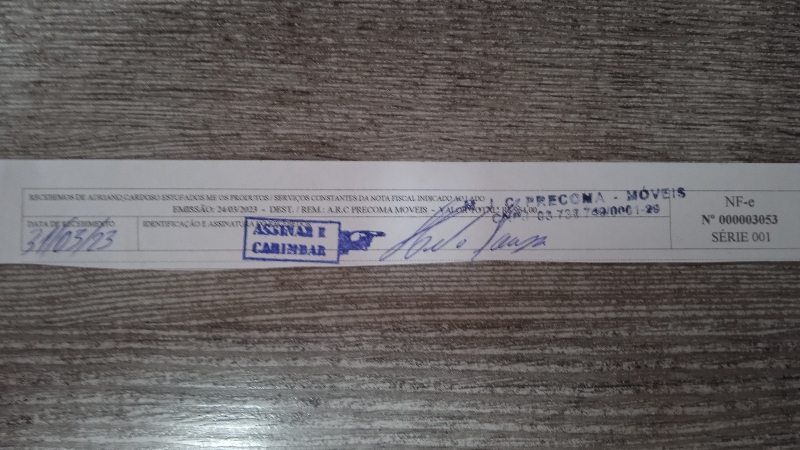 RECEBEMOS DE ADRIANO CARDOSO ESTOFADOS ME OS PRODUTOS / SERVIÇOS CONSTANTES DA NOTA FISCAL INDICADO AO LADO
EMISSÃO: 24/05/2023 - DEST. / REM.: A.R.C PRECOMA MOVEIS - VALOR TOTAL:
M. J. C. PRECOMA - MÓVEIS
NF-e
Nº 000003053
SÉRIE 001
DATA DE RECEBIMENTO
31/05/23
IDENTIFICAÇÃO E ASSINATURA
ASSINAR E
CARIMBAR